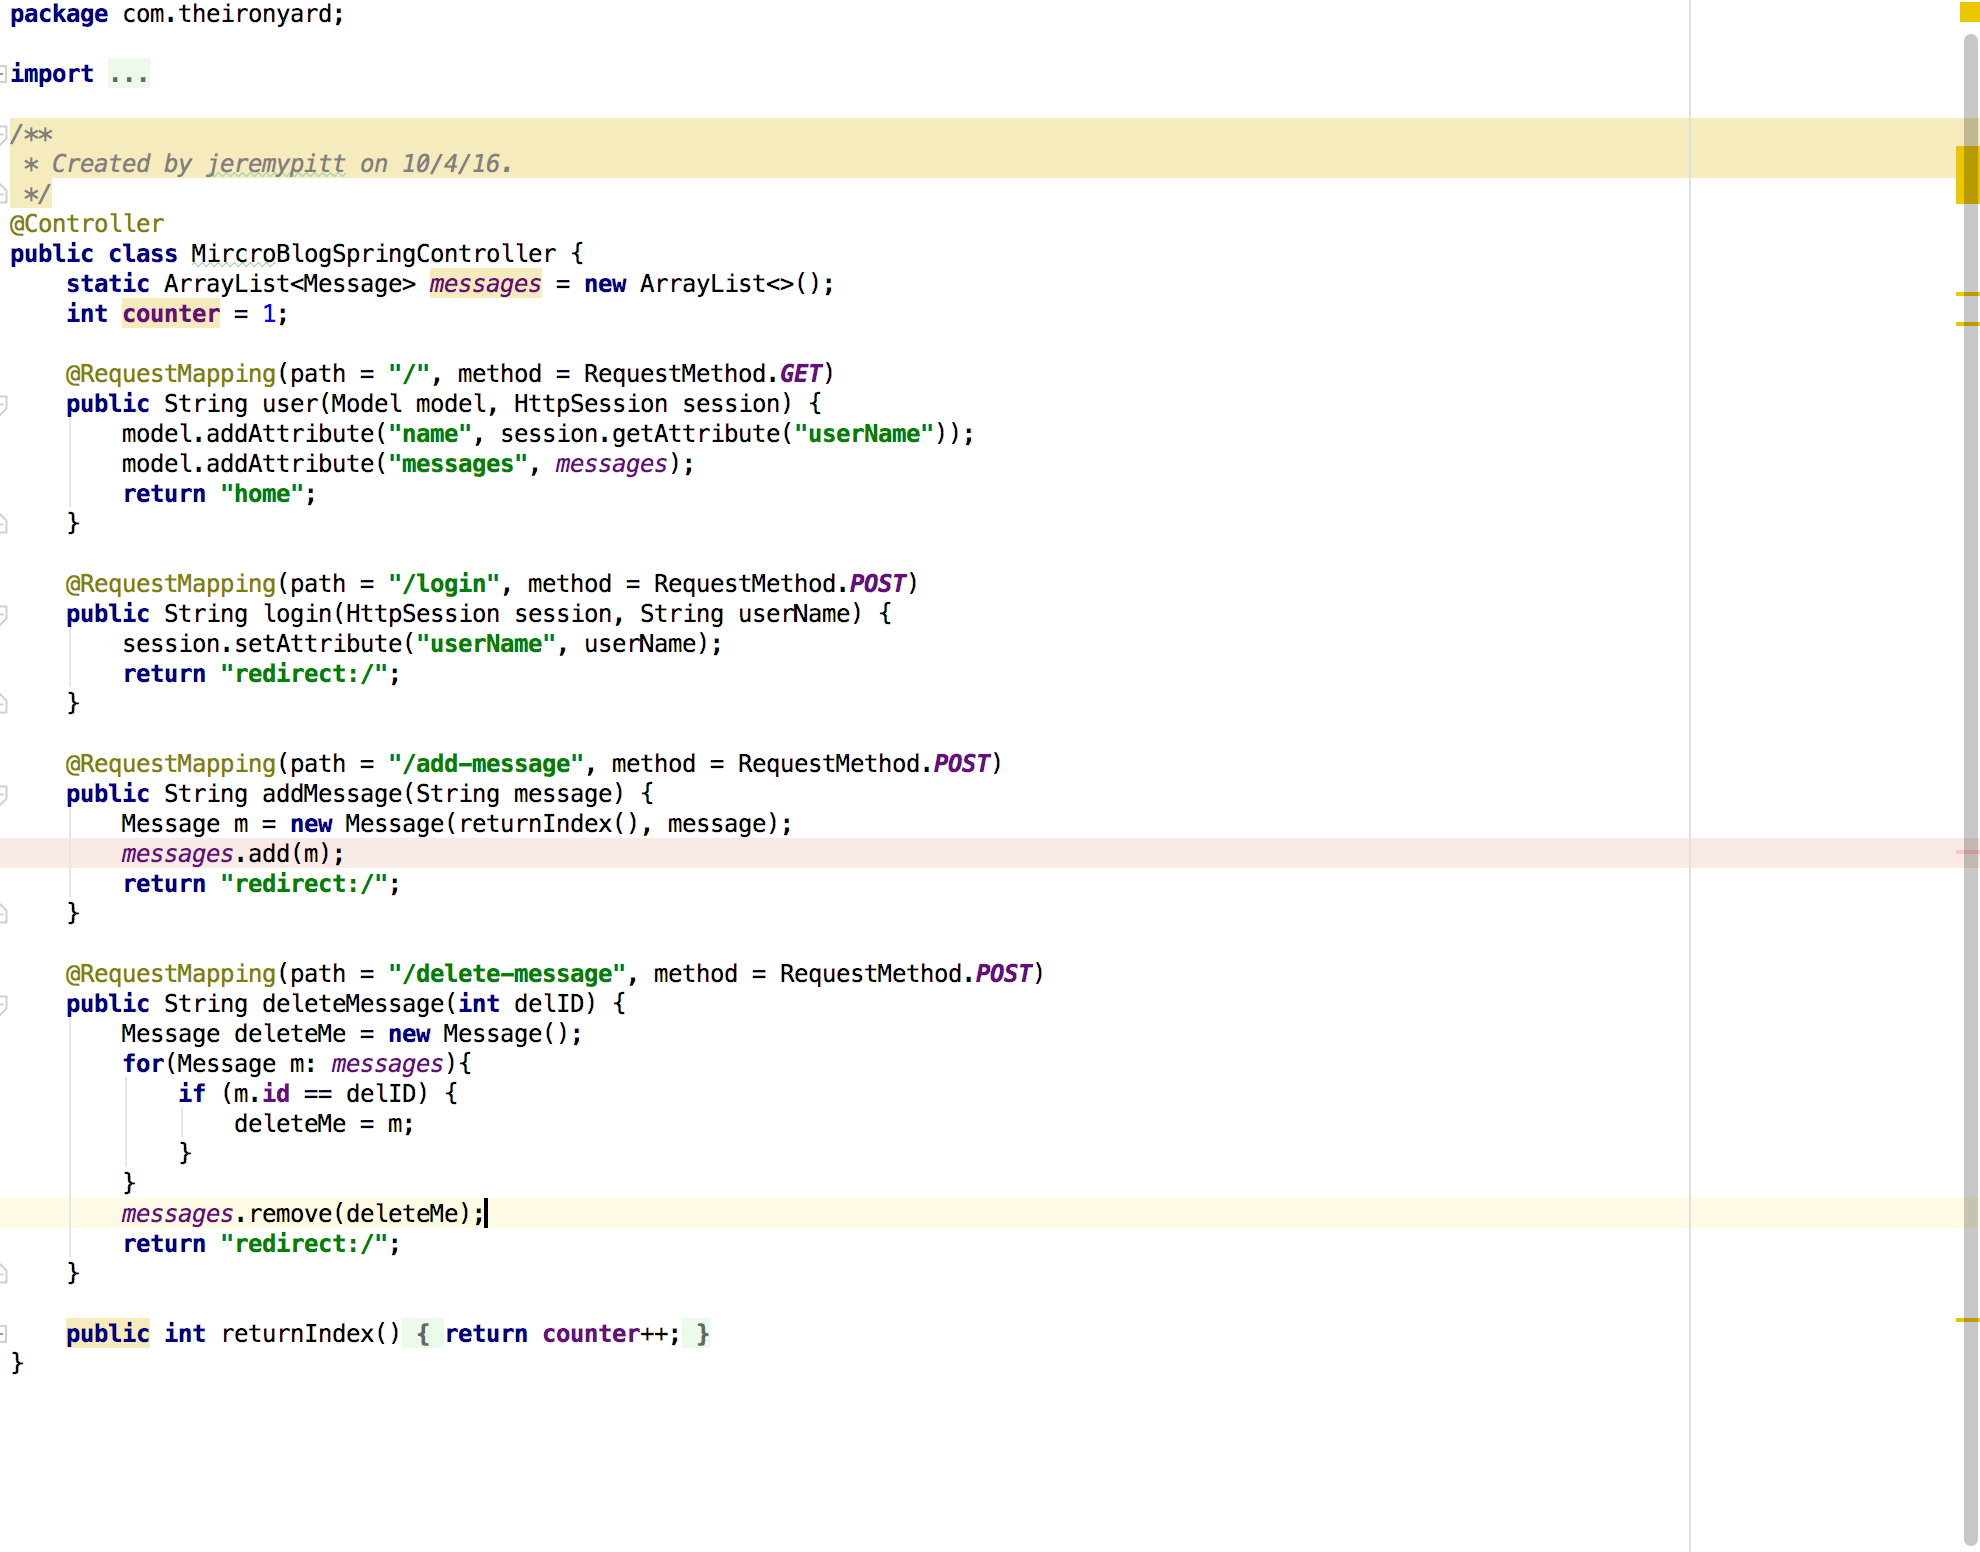 package com.theironyard;
import ...
/**
 * Created by jeremypitt on 10/4/16.
 */
@Controller
public class MircroBlogSpringController {
    static ArrayList<Message> messages = new ArrayList<>();
    int counter = 1;
    @RequestMapping(path = "/", method = RequestMethod.GET)
    public String user(Model model, HttpSession session) {
        model.addAttribute("name", session.getAttribute("userName"));
        model.addAttribute("messages", messages);
        return "home";
    }
    @RequestMapping(path = "/login", method = RequestMethod.POST)
    public String login(HttpSession session, String userName) {
        session.setAttribute("userName", userName);
        return "redirect:/";
    }
    @RequestMapping(path = "/add-message", method = RequestMethod.POST)
    public String addMessage(String message) {
        Message m = new Message(returnIndex(), message);
        messages.add(m);
        return "redirect:/";
    }
    @RequestMapping(path = "/delete-message", method = RequestMethod.POST)
    public String deleteMessage(int delID) {
        Message deleteMe = new Message();
        for(Message m: messages){
            if (m.id == delID) {
                deleteMe = m;
            }
        }
        messages.remove(deleteMe);
        return "redirect:/";
    }
    public int returnIndex() { return counter++; }
}